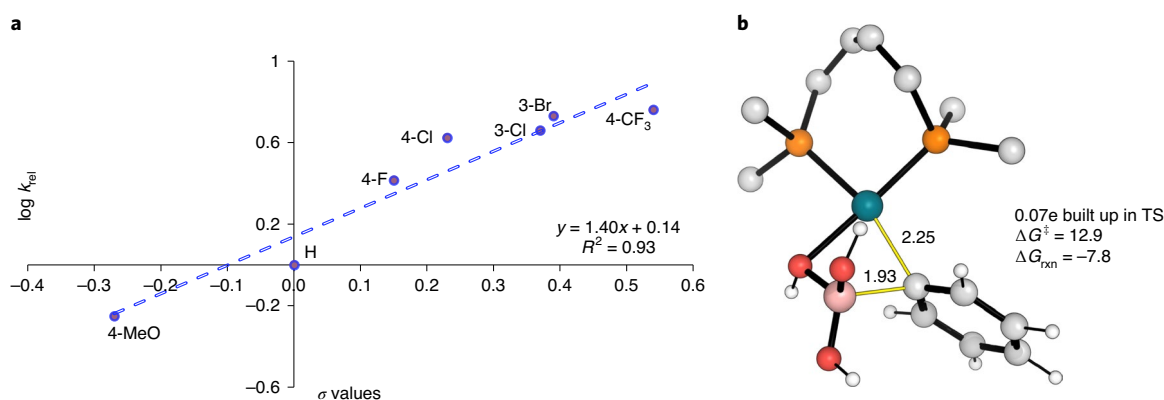 a
1
3-Br
4-Cl
3-Cl
4-CF₃
0.6
4-F
log k_rel
0.2
y = 1.40x + 0.14
R² = 0.93
H
−0.4 −0.3 −0.2 −0.1 0.0 0.1 0.2 0.3 0.4 0.5 0.6
−0.2
4-MeO
−0.6
σ values
b
2.25
1.93
0.07e built up in TS
ΔG‡ = 12.9
ΔG_rxn = −7.8